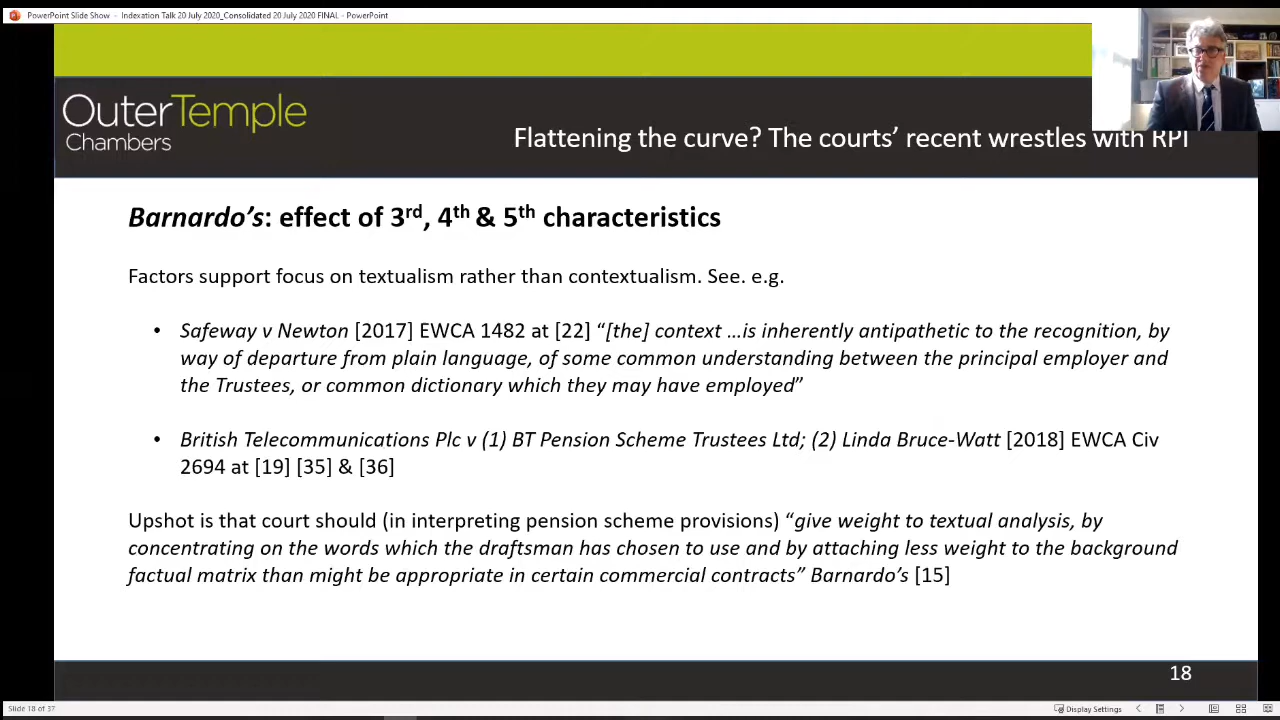 PowerPoint Slide Show - Indexation Talk 20 July 2020_Consolidated 20 July 2020 FINAL - PowerPoint
OuterTemple
Chambers
Flattening the curve? The courts' recent wrestles with RPI
Barnardo's: effect of 3rd, 4th & 5th characteristics
Factors support focus on textualism rather than contextualism. See. e.g.
• Safeway v Newton [2017] EWCA 1482 at [22] "[the] context …is inherently antipathetic to the recognition, by
way of departure from plain language, of some common understanding between the principal employer and
the Trustees, or common dictionary which they may have employed"
• British Telecommunications Plc v (1) BT Pension Scheme Trustees Ltd; (2) Linda Bruce-Watt [2018] EWCA Civ
2694 at [19] [35] & [36]
Upshot is that court should (in interpreting pension scheme provisions) "give weight to textual analysis, by
concentrating on the words which the draftsman has chosen to use and by attaching less weight to the background
factual matrix than might be appropriate in certain commercial contracts" Barnardo's [15]
18
Slide 18 of 37
Display Settings